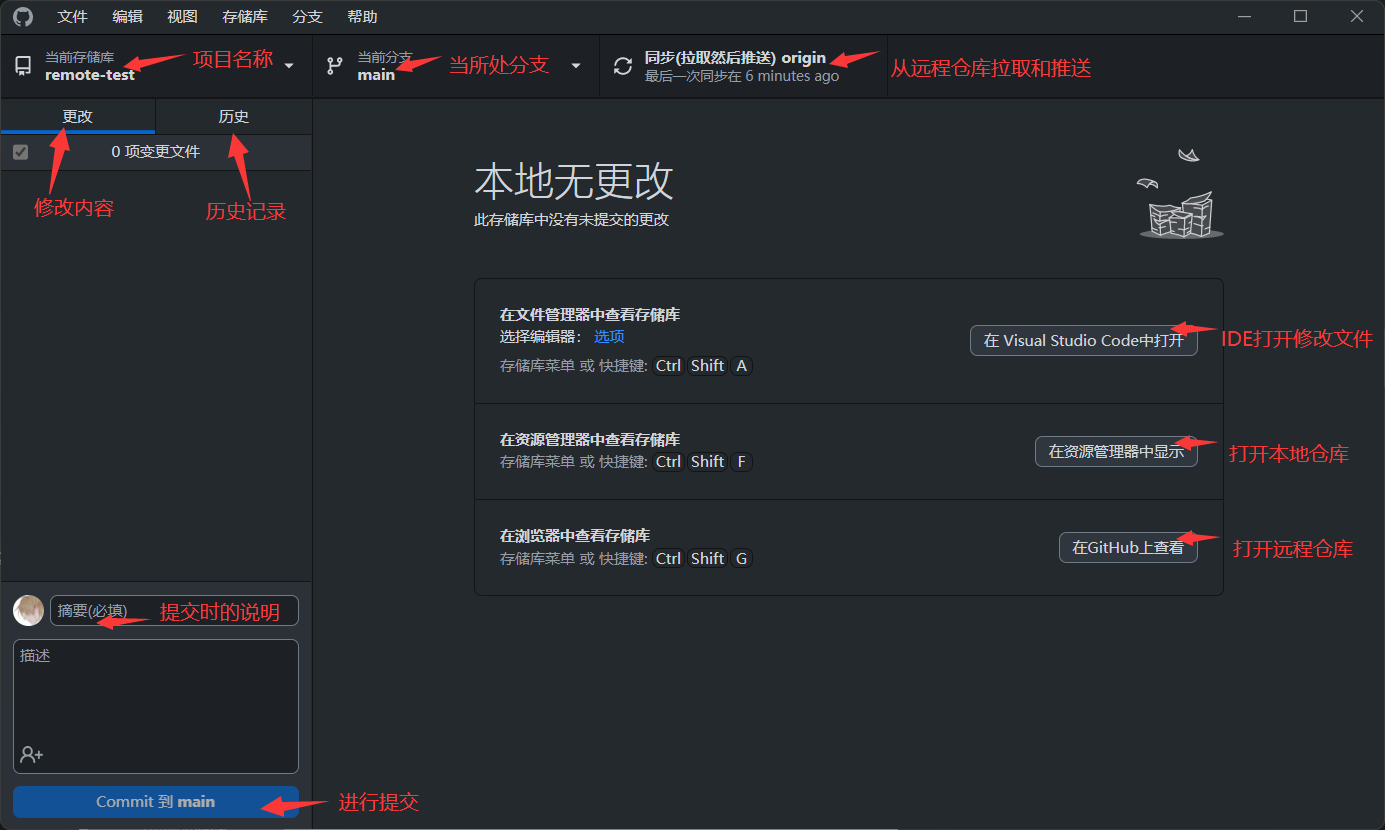 文件 编辑 视图 存储库 分支 帮助
当前存储库
remote-test
项目名称
当前分支
main
当所处分支
同步(拉取然后推送) origin
最后一次同步在 6 minutes ago
从远程仓库拉取和推送
更改 历史
0 项变更文件
修改内容
历史记录
本地无更改
此存储库中没有未提交的更改
在文件管理器中查看存储库
选择编辑器： 选项
存储库菜单 或 快捷键: Ctrl Shift A
在 Visual Studio Code中打开
IDE打开修改文件
在资源管理器中查看存储库
存储库菜单 或 快捷键: Ctrl Shift F
在资源管理器中显示
打开本地仓库
在浏览器中查看存储库
存储库菜单 或 快捷键: Ctrl Shift G
在GitHub上查看
打开远程仓库
摘要(必填)
提交时的说明
描述
Commit 到 main
进行提交